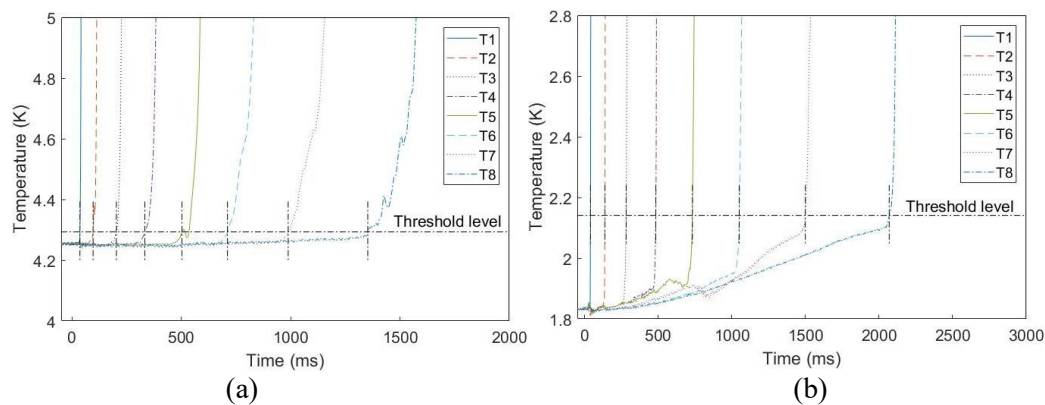 (a)
5
4.8
4.6
4.4
4.2
4
Temperature (K)
T1
T2
T3
T4
T5
T6
T7
T8
Threshold level
0
500
1000
1500
2000
Time (ms)
(a)
(b)
2.8
2.6
2.4
2.2
2
1.8
Temperature (K)
T1
T2
T3
T4
T5
T6
T7
T8
Threshold level
0
500
1000
1500
2000
2500
3000
Time (ms)
(b)